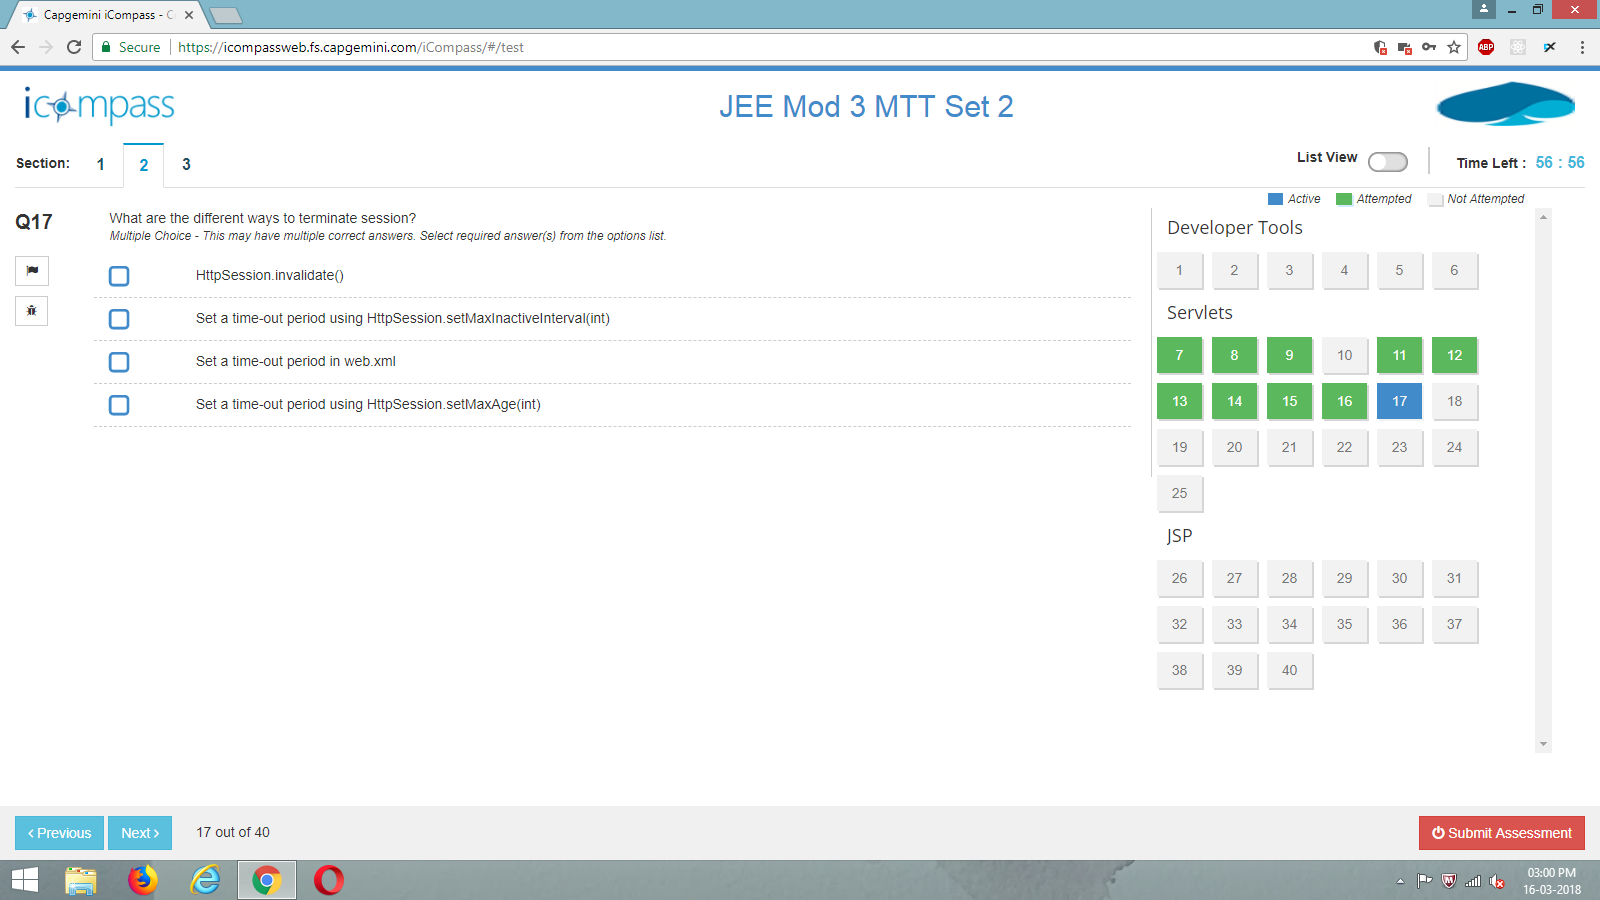 Capgemini iCompass - C
Secure https://icompassweb.fs.capgemini.com/iCompass/#/test
ABP
icompass
JEE Mod 3 MTT Set 2
Section: 1 2 3
List View
Time Left : 56 : 56
Active Attempted Not Attempted
Q17
What are the different ways to terminate session?
Multiple Choice - This may have multiple correct answers. Select required answer(s) from the options list.
HttpSession.invalidate()
Set a time-out period using HttpSession.setMaxInactiveInterval(int)
Set a time-out period in web.xml
Set a time-out period using HttpSession.setMaxAge(int)
Developer Tools
1 2 3 4 5 6
Servlets
7 8 9 10 11 12
13 14 15 16 17 18
19 20 21 22 23 24
25
JSP
26 27 28 29 30 31
32 33 34 35 36 37
38 39 40
‹ Previous Next › 17 out of 40
Submit Assessment
03:00 PM
16-03-2018